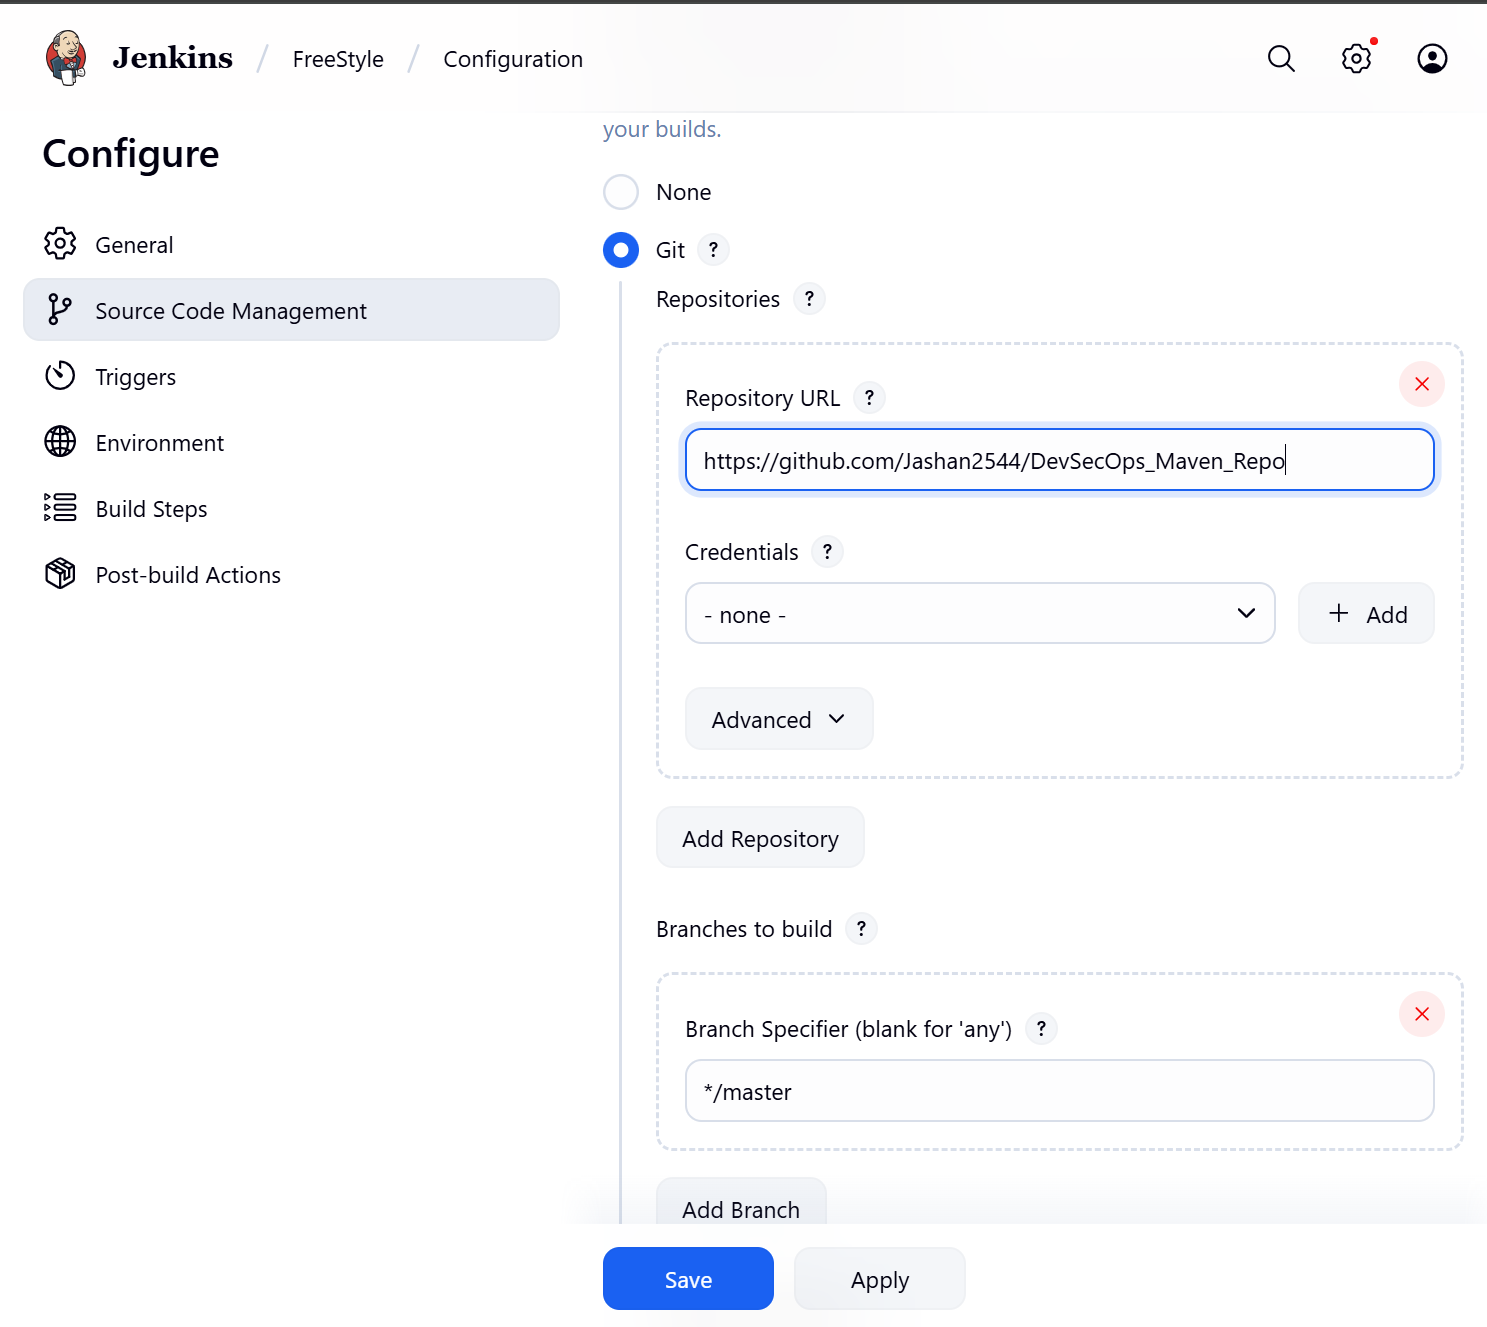 Jenkins / FreeStyle / Configuration
Configure
General
Source Code Management
Triggers
Environment
Build Steps
Post-build Actions
your builds.
None
Git ?
Repositories ?
Repository URL ?
https://github.com/Jashan2544/DevSecOps_Maven_Repo
Credentials ?
- none -
+ Add
Advanced
Add Repository
Branches to build ?
Branch Specifier (blank for 'any') ?
*/master
Add Branch
Save
Apply